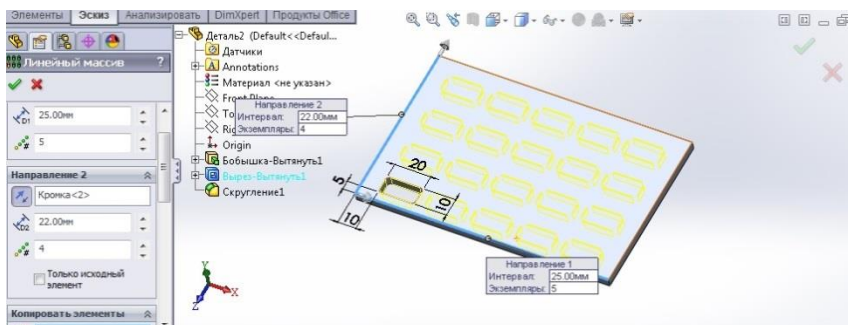 Элементы Эскиз Анализировать DimXpert Продукты Office
Деталь2 (Default<<Defaul...
Датчики
Annotations
Материал <не указан>
Линейный массив ?
25.00мм
5
Направление 2
Кромка<2>
22.00мм
4
Только исходный
элемент
Копировать элементы
Направление 2
Интервал: 22.00мм
Экземпляры: 4
Origin
Бобышка-Вытянуть1
Вырез-Вытянуть1
Скругление1
20
5
10
10
Направление 1
Интервал: 25.00мм
Экземпляры: 5
Y
X
Z